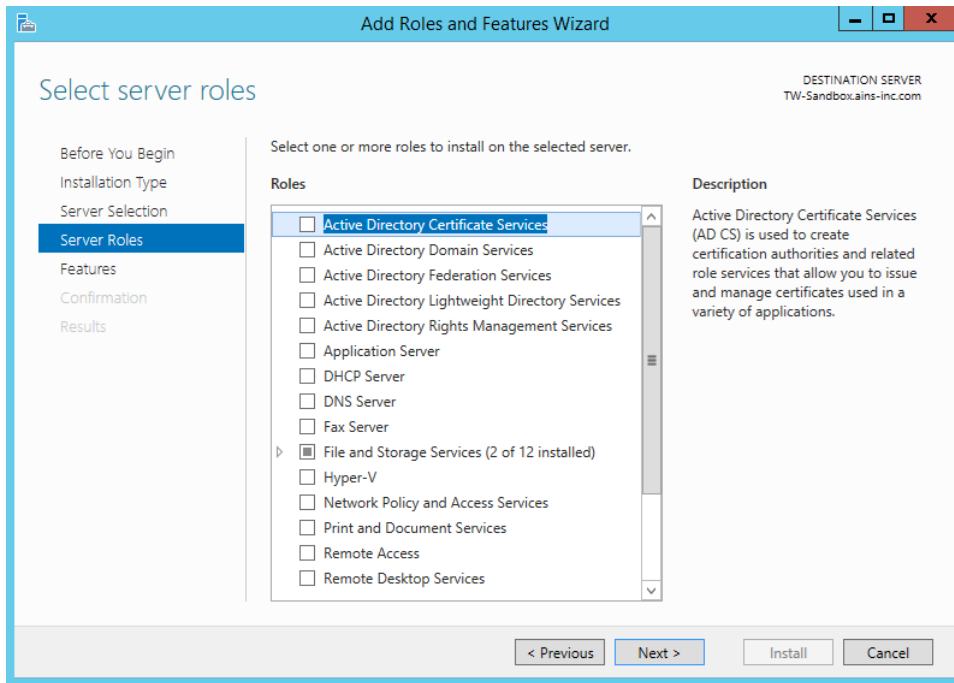 Add Roles and Features Wizard
Select server roles
DESTINATION SERVER
TW-Sandbox.ains-inc.com
Before You Begin
Installation Type
Server Selection
Server Roles
Features
Confirmation
Results
Select one or more roles to install on the selected server.
Roles
Active Directory Certificate Services
Active Directory Domain Services
Active Directory Federation Services
Active Directory Lightweight Directory Services
Active Directory Rights Management Services
Application Server
DHCP Server
DNS Server
Fax Server
File and Storage Services (2 of 12 installed)
Hyper-V
Network Policy and Access Services
Print and Document Services
Remote Access
Remote Desktop Services
Description
Active Directory Certificate Services
(AD CS) is used to create
certification authorities and related
role services that allow you to issue
and manage certificates used in a
variety of applications.
< Previous
Next >
Install
Cancel